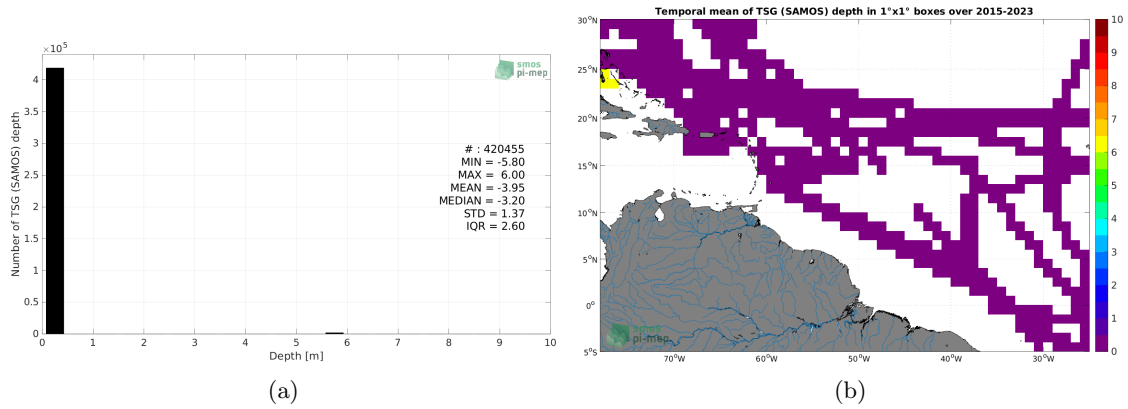 ×10⁵
4
3.5
3
2.5
2
1.5
1
0.5
0
0 1 2 3 4 5 6 7 8 9 10
Number of TSG (SAMOS) depth
Depth [m]
smos
pi-mep
# : 420455
MIN = -5.80
MAX = 6.00
MEAN = -3.95
MEDIAN = -3.20
STD = 1.37
IQR = 2.60
(a)
Temporal mean of TSG (SAMOS) depth in 1°x1° boxes over 2015-2023
30°N
25°N
20°N
15°N
10°N
5°N
0°
5°S
70°W 60°W 50°W 40°W 30°W
smos
pi-mep
10
9
8
7
6
5
4
3
2
1
0
(b)